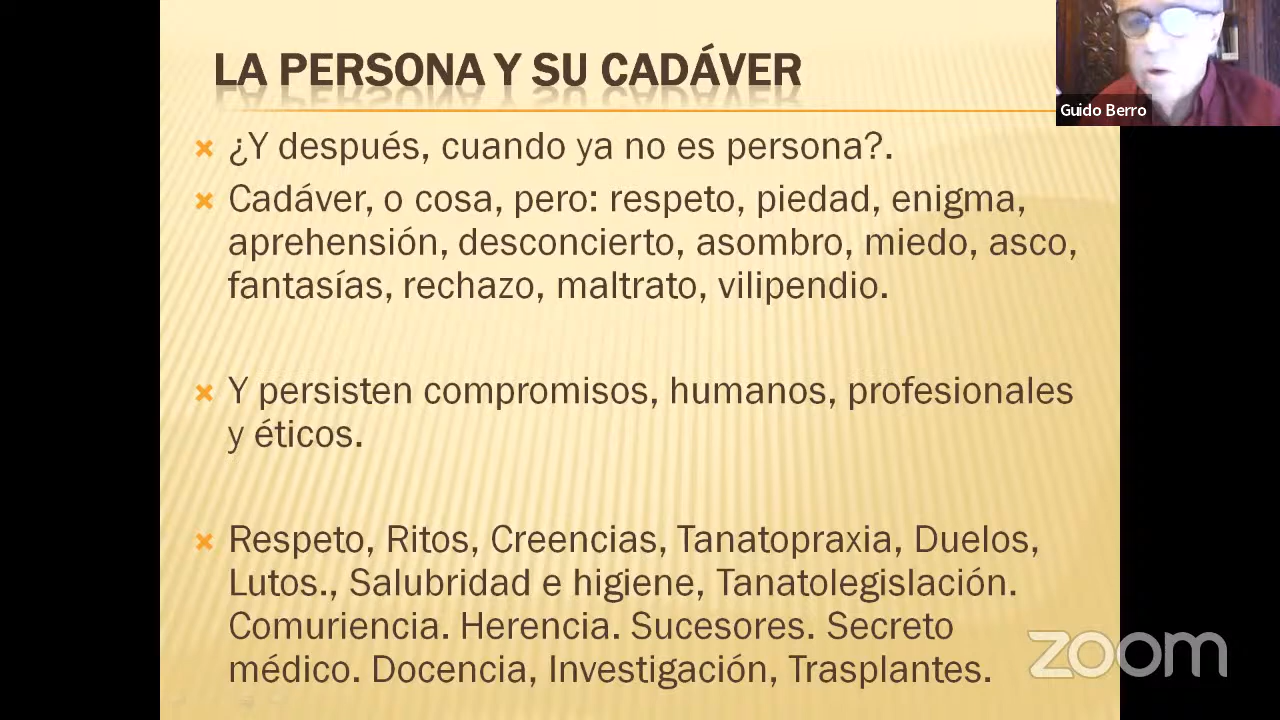 LA PERSONA Y SU CADÁVER
Guido Berro
¿Y después, cuando ya no es persona?.
Cadáver, o cosa, pero: respeto, piedad, enigma,
aprehensión, desconcierto, asombro, miedo, asco,
fantasías, rechazo, maltrato, vilipendio.
Y persisten compromisos, humanos, profesionales
y éticos.
Respeto, Ritos, Creencias, Tanatopraxia, Duelos,
Lutos., Salubridad e higiene, Tanatolegislación.
Comuriencia. Herencia. Sucesores. Secreto
médico. Docencia, Investigación, Trasplantes.
zoom